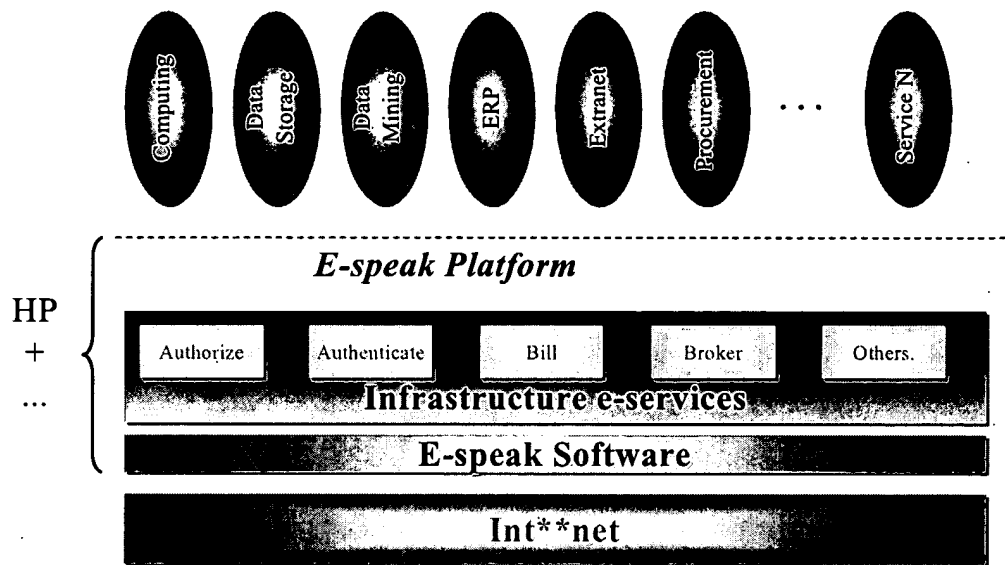 Computing
Data
Storage
Data
Mining
ERP
Extranet
Procurement
...
Service N
E-speak Platform
HP
+
...
Authorize
Authenticate
Bill
Broker
Others.
Infrastructure e-services
E-speak Software
Int**net